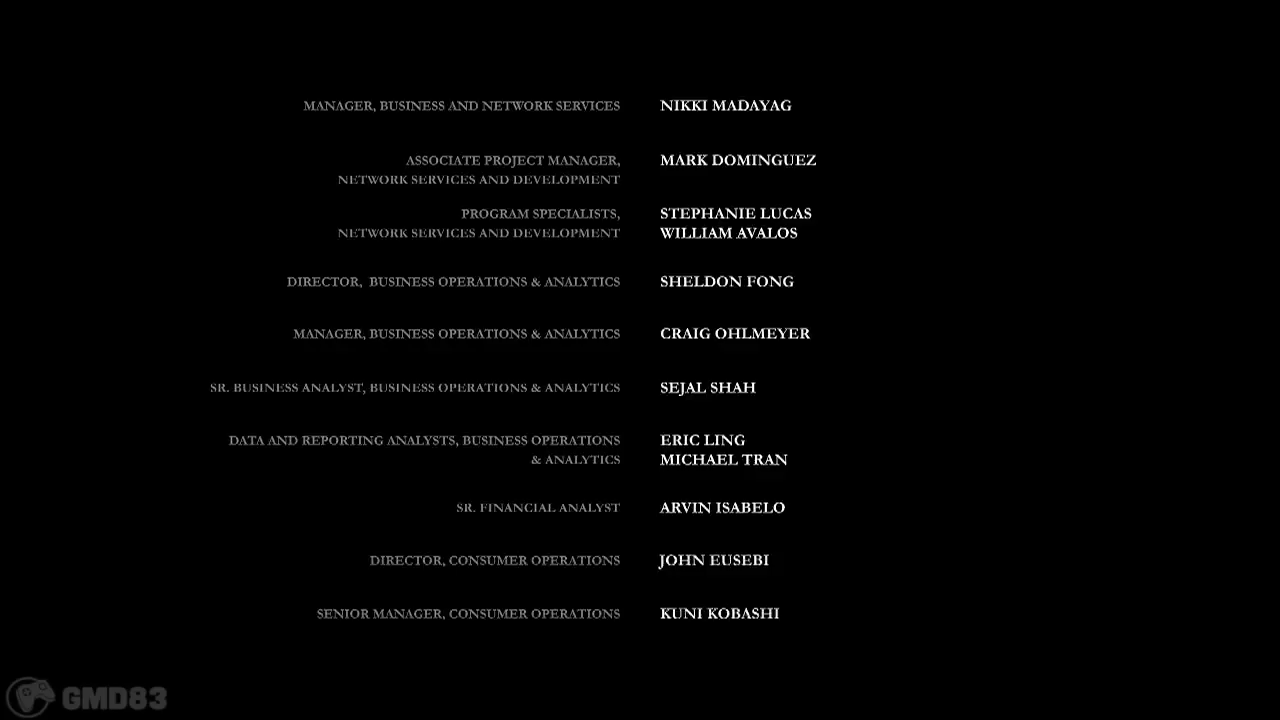 MANAGER, BUSINESS AND NETWORK SERVICES NIKKI MADAYAG
ASSOCIATE PROJECT MANAGER, MARK DOMINGUEZ
NETWORK SERVICES AND DEVELOPMENT
PROGRAM SPECIALISTS, STEPHANIE LUCAS
NETWORK SERVICES AND DEVELOPMENT WILLIAM AVALOS
DIRECTOR, BUSINESS OPERATIONS & ANALYTICS SHELDON FONG
MANAGER, BUSINESS OPERATIONS & ANALYTICS CRAIG OHLMEYER
SR. BUSINESS ANALYST, BUSINESS OPERATIONS & ANALYTICS SEJAL SHAH
DATA AND REPORTING ANALYSTS, BUSINESS OPERATIONS ERIC LING
& ANALYTICS MICHAEL TRAN
SR. FINANCIAL ANALYST ARVIN ISABELO
DIRECTOR, CONSUMER OPERATIONS JOHN EUSEBI
SENIOR MANAGER, CONSUMER OPERATIONS KUNI KOBASHI
GMD83